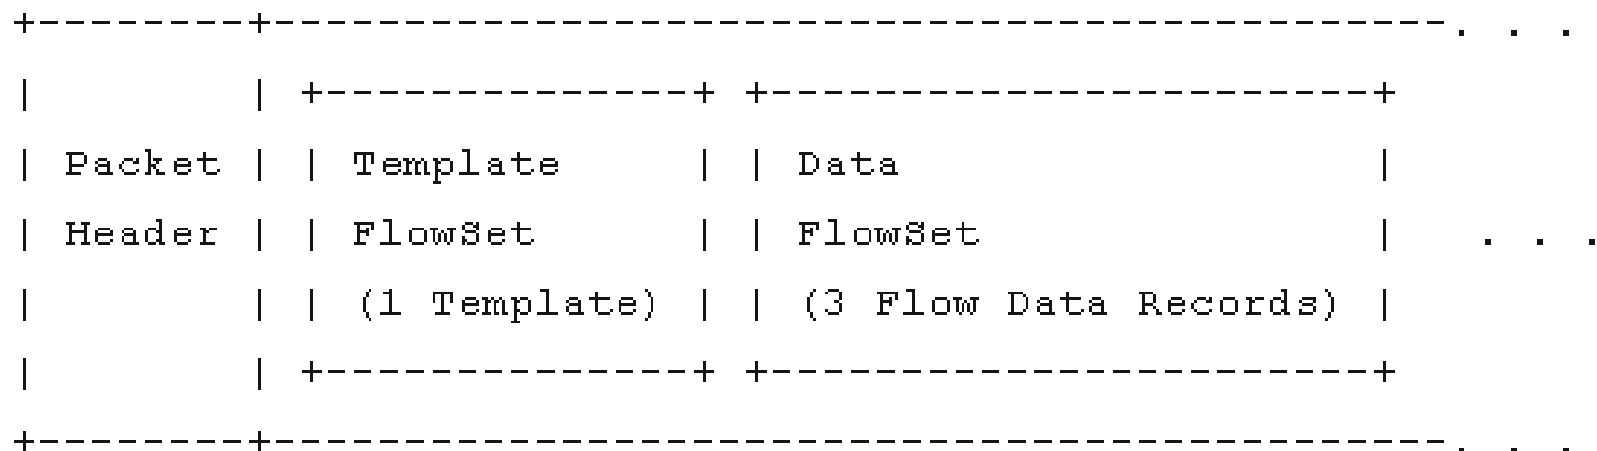 +--------+---------------------------------------------. . .
|        | +---------------+ +------------------------+
| Packet | | Template      | | Data                   |
| Header | | FlowSet       | | FlowSet                |   . . .
|        | | (1 Template)  | | (3 Flow Data Records)  |
|        | +---------------+ +------------------------+
+--------+---------------------------------------------. . .